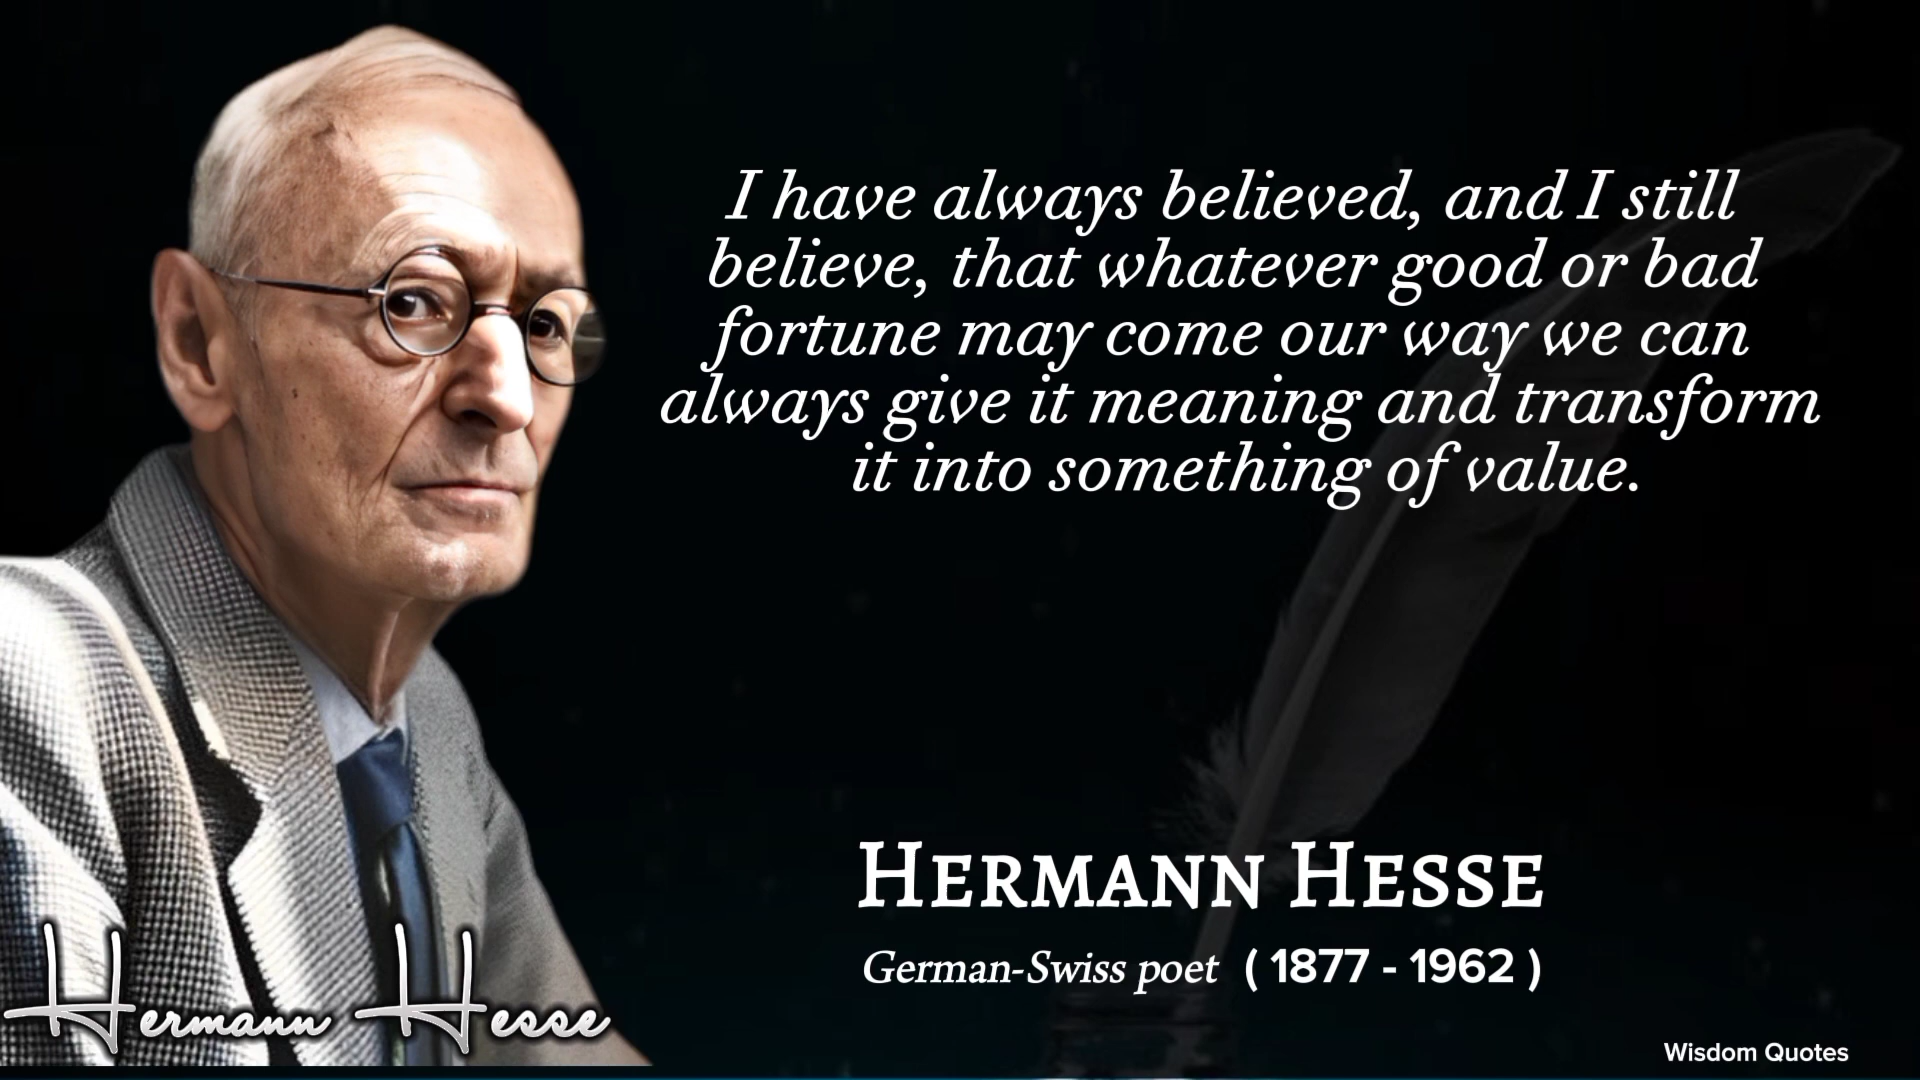 I have always believed, and I still
believe, that whatever good or bad
fortune may come our way we can
always give it meaning and transform
it into something of value.
HERMANN HESSE
German-Swiss poet (1877 - 1962)
Hermann Hesse
Wisdom Quotes